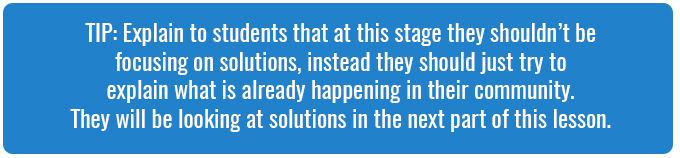 TIP: Explain to students that at this stage they shouldn’t be
focusing on solutions, instead they should just try to
explain what is already happening in their community.
They will be looking at solutions in the next part of this lesson.